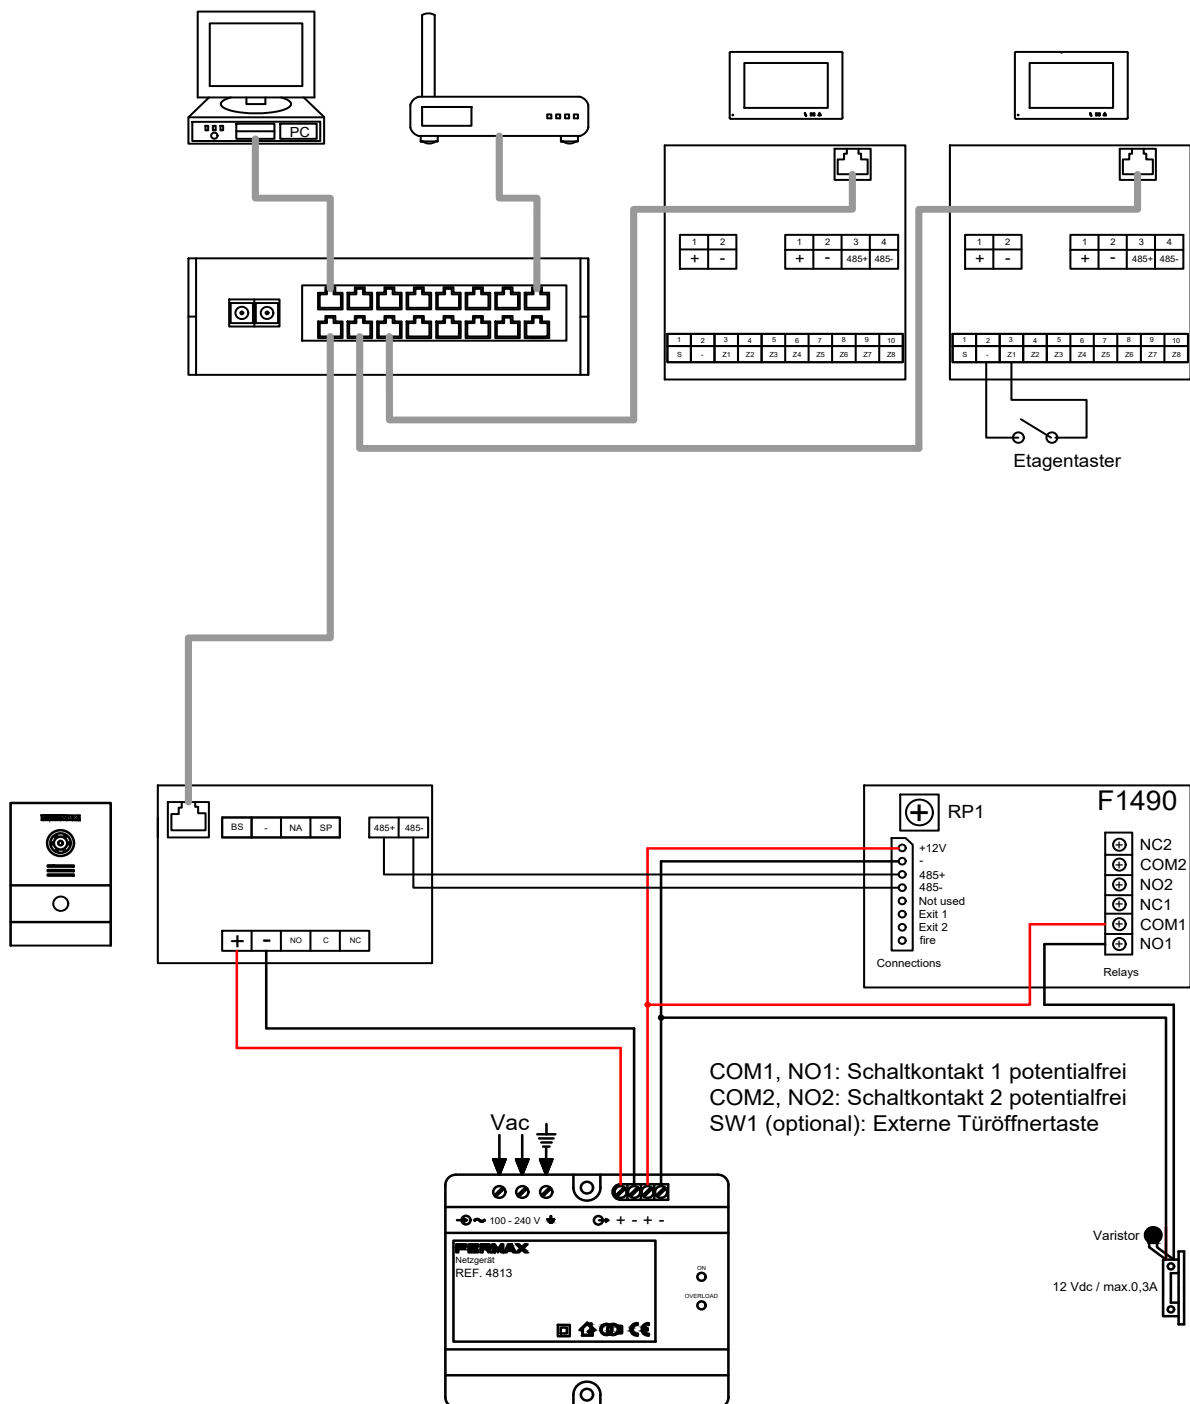 PC
1 2
+ -
1 2 3 4
+ - 485+ 485-
1 2 3 4 5 6 7 8 9 10
S - Z1 Z2 Z3 Z4 Z5 Z6 Z7 Z8
1 2
+ -
1 2 3 4
+ - 485+ 485-
1 2 3 4 5 6 7 8 9 10
S - Z1 Z2 Z3 Z4 Z5 Z6 Z7 Z8
Etagentaster
BS - NA SP
485+ 485-
+ - NO C NC
RP1
F1490
+12V
-
485+
485-
Not used
Exit 1
Exit 2
fire
Connections
NC2
COM2
NO2
NC1
COM1
NO1
Relays
COM1, NO1: Schaltkontakt 1 potentialfrei
COM2, NO2: Schaltkontakt 2 potentialfrei
SW1 (optional): Externe Türöffnertaste
Vac
100 - 240 V
+ - + -
FERMAX
Netzgerät
REF. 4813
ON
OVERLOAD
CE
Varistor
12 Vdc / max.0,3A